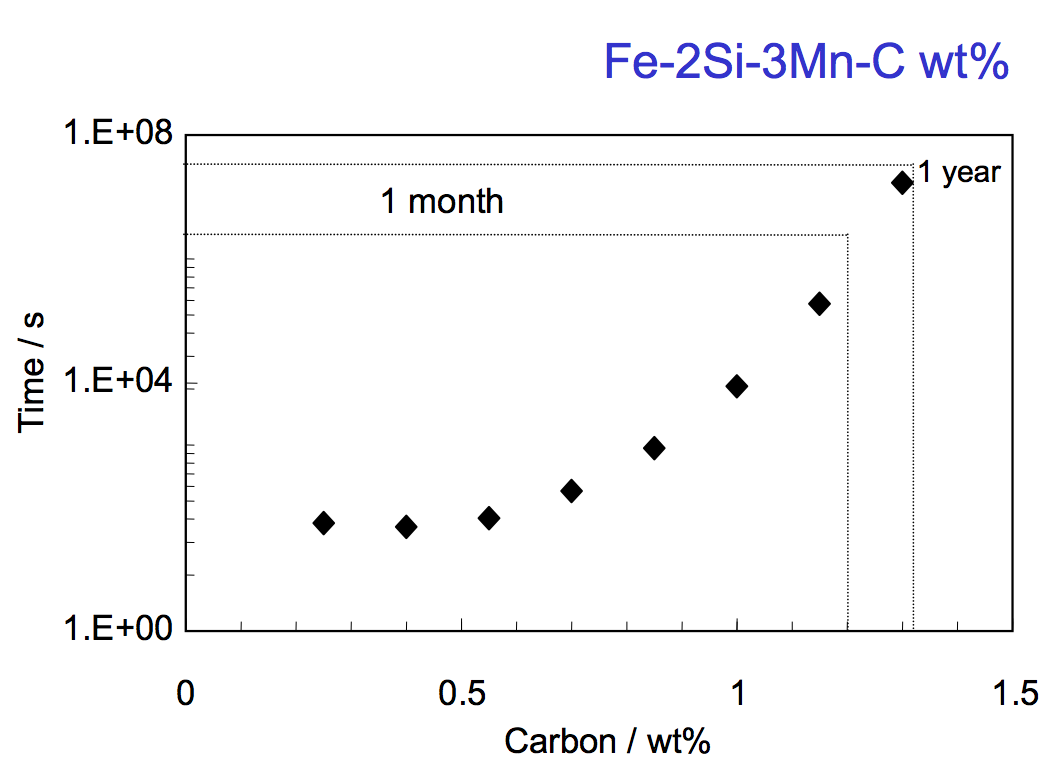 Fe-2Si-3Mn-C wt%
1.E+08
1 year
1 month
Time / s
1.E+04
1.E+00
0 0.5 1 1.5
Carbon / wt%